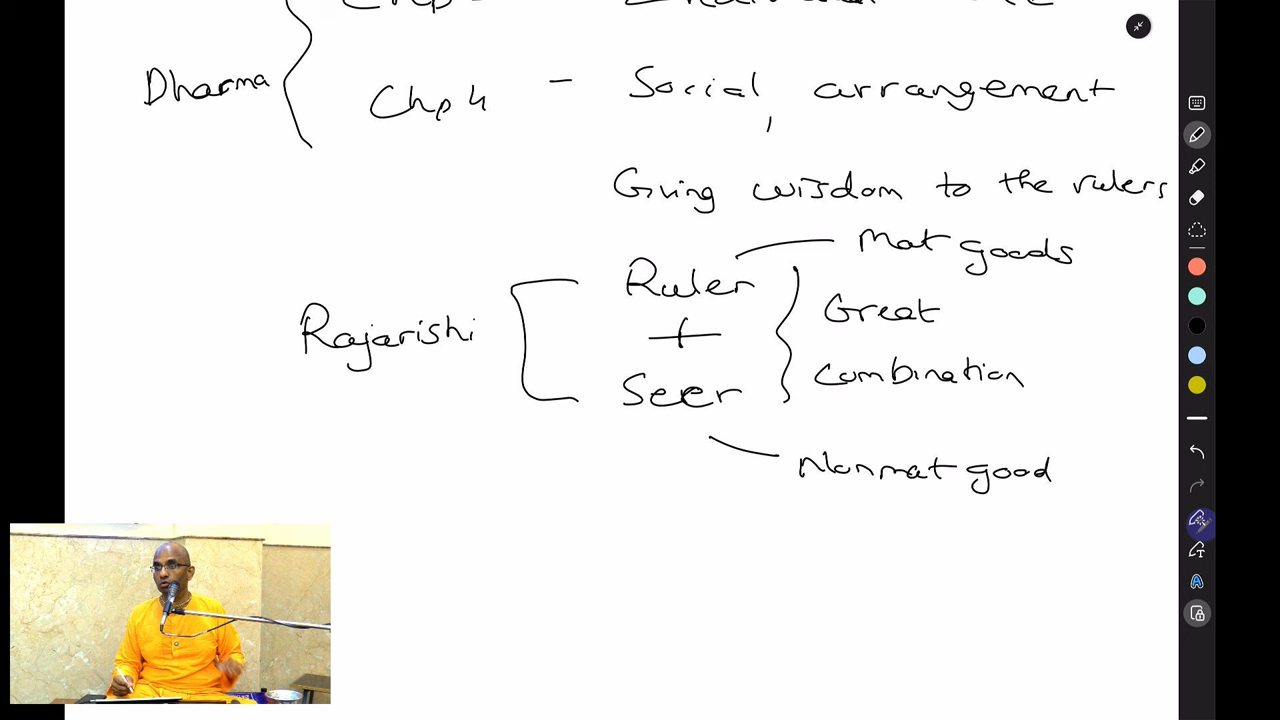 Dharma
Chp 4 - Social arrangement
,
Giving wisdom to the rulers
Mat goods
Ruler
Great
Rajarishi
+
combination
Seer
Nonmat good